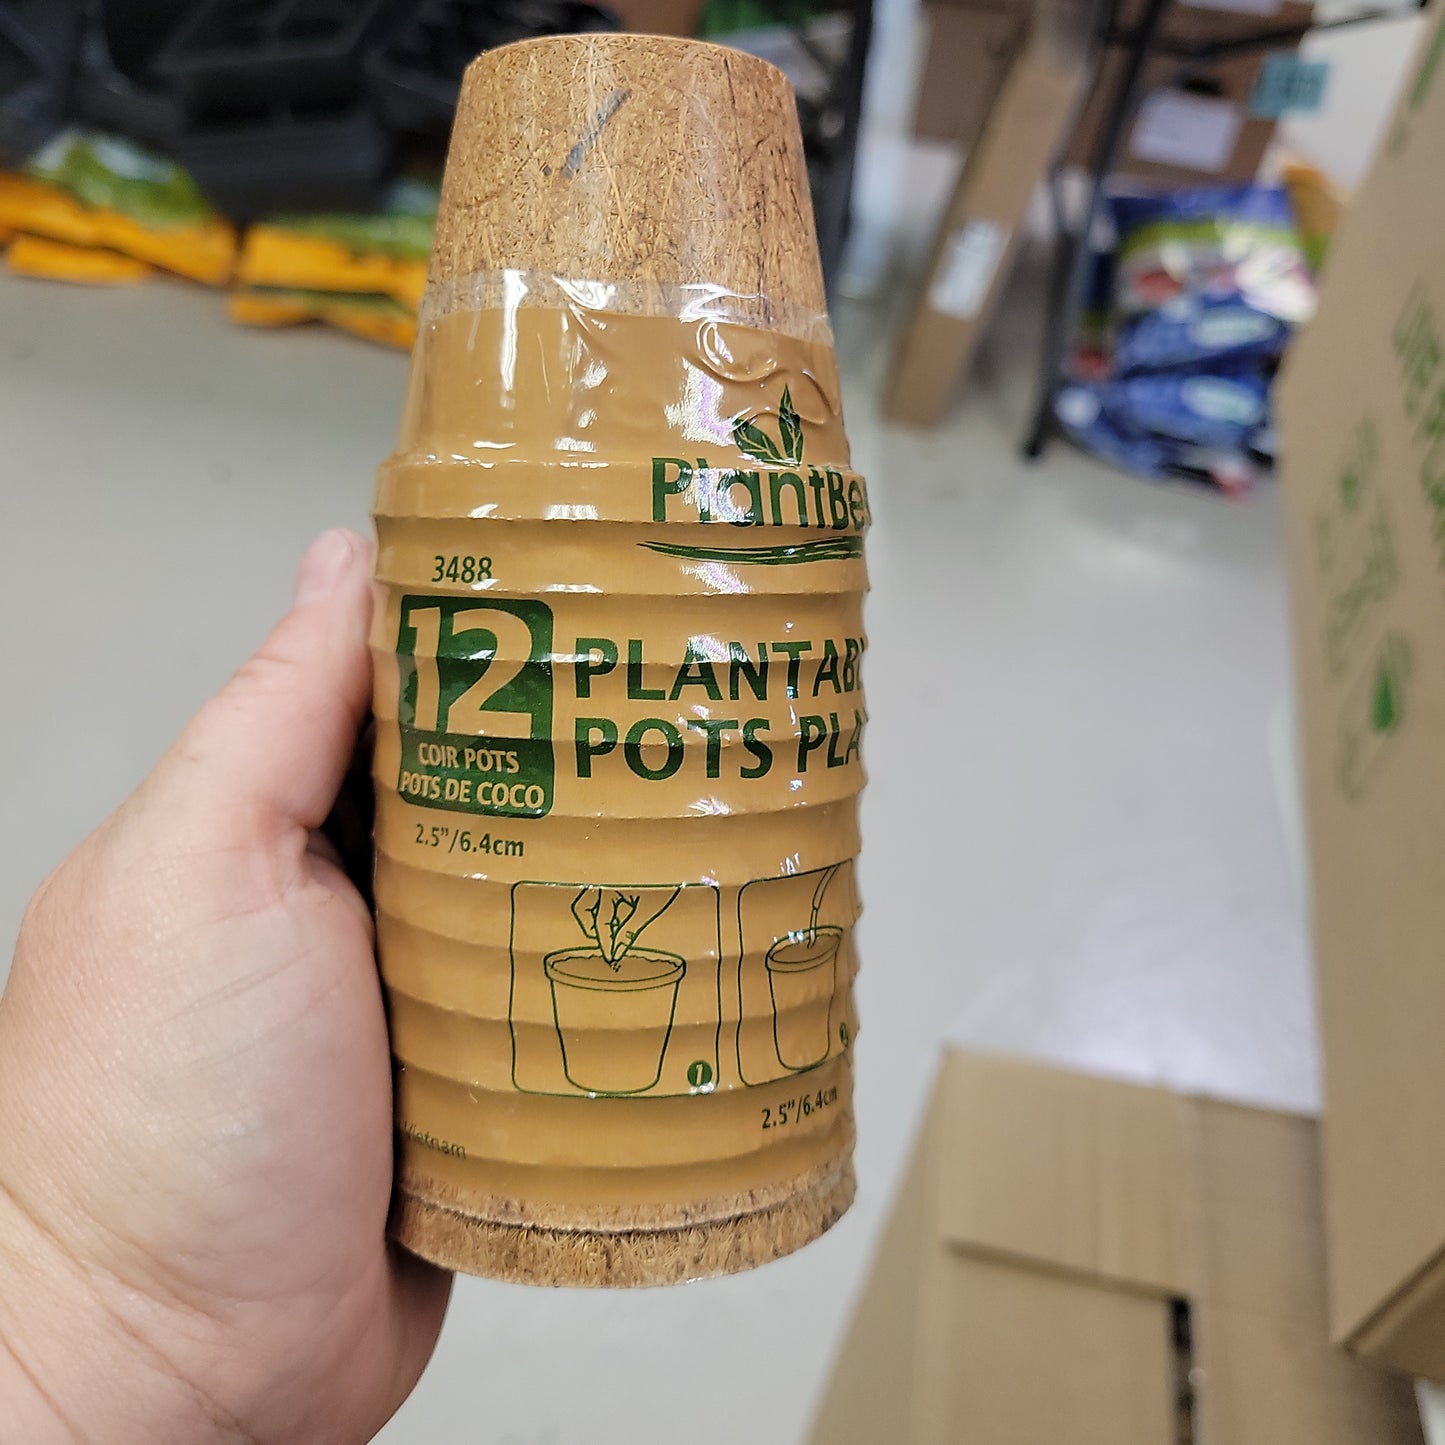 PlantBe
3488
12
COIR POTS
POTS DE COCO
PLANTAB
POTS PLA
2.5"/6.4cm
1
2
2.5"/6.4cm
Vietnam